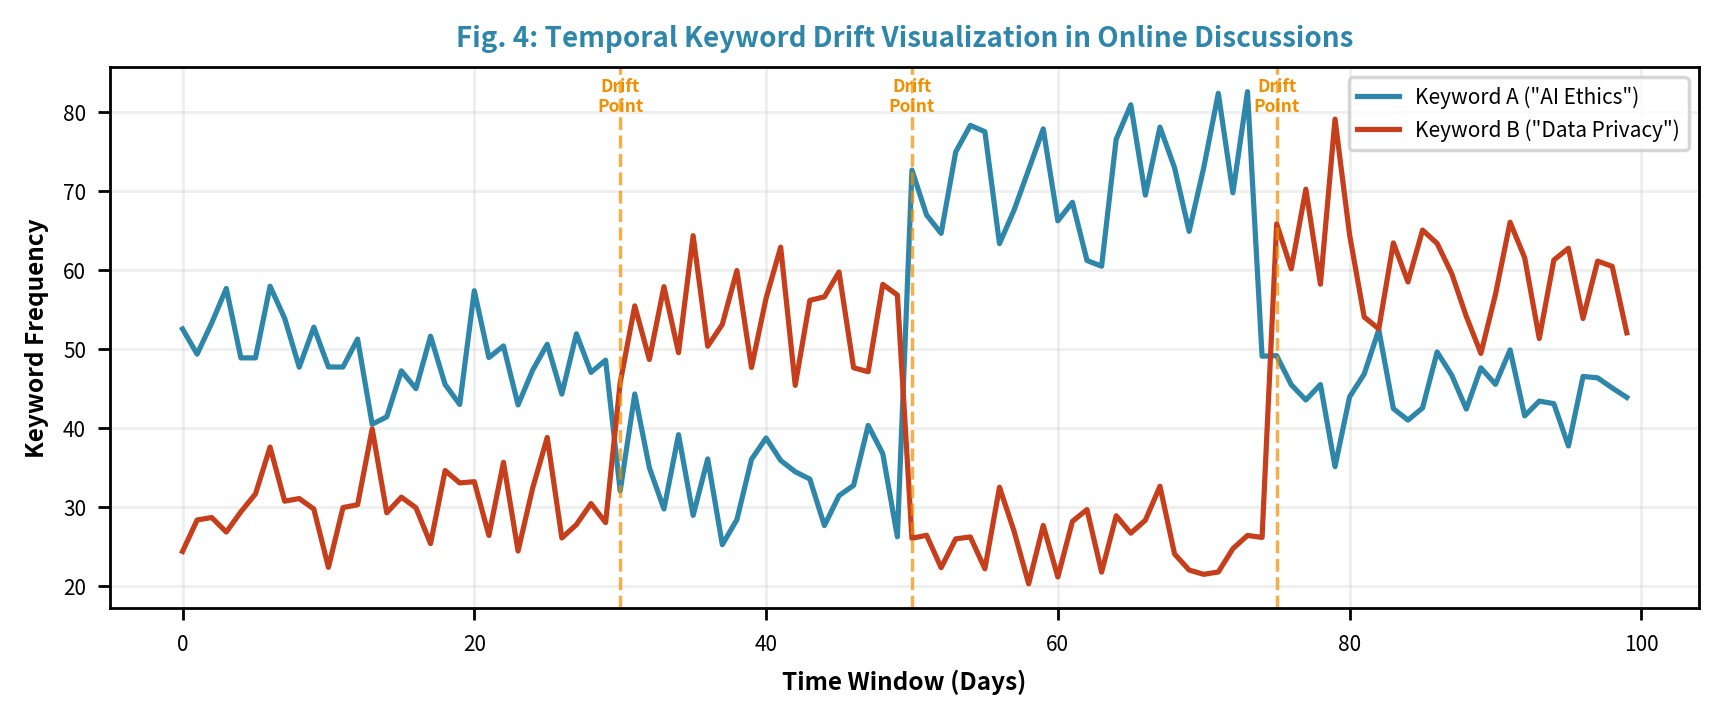 Fig. 4: Temporal Keyword Drift Visualization in Online Discussions
Drift
Point
Drift
Point
Drift
Point
Keyword A ("AI Ethics")
Keyword B ("Data Privacy")
Keyword Frequency
80
70
60
50
40
30
20
0
20
40
60
80
100
Time Window (Days)